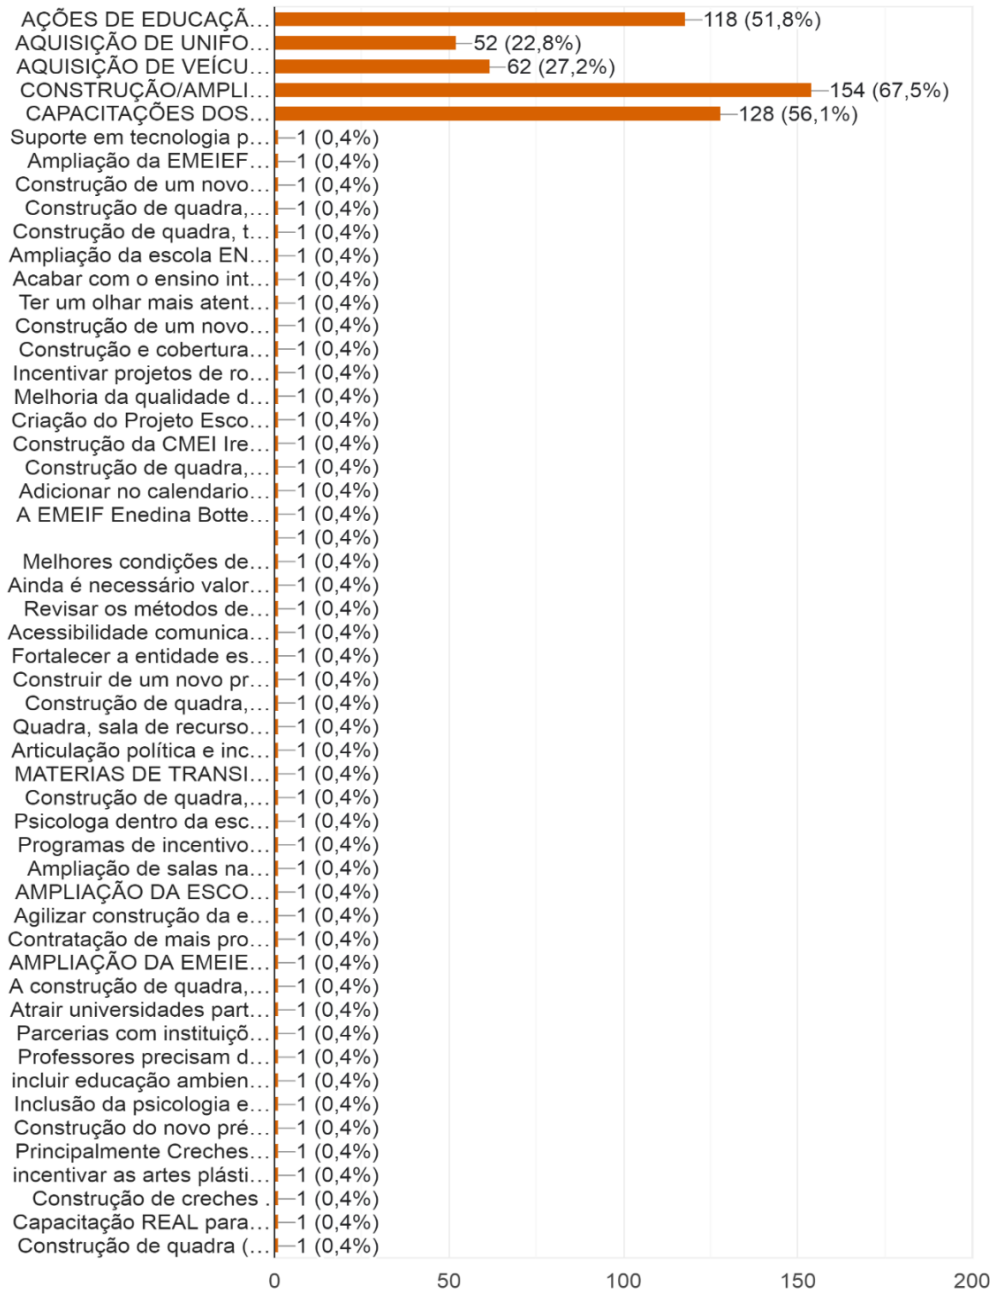 AÇÕES DE EDUCAÇÃ… 118 (51,8%)
AQUISIÇÃO DE UNIFO… 52 (22,8%)
AQUISIÇÃO DE VEÍCU… 62 (27,2%)
CONSTRUÇÃO/AMPLI… 154 (67,5%)
CAPACITAÇÕES DOS… 128 (56,1%)
Suporte em tecnologia p… 1 (0,4%)
Ampliação da EMEIEF… 1 (0,4%)
Construção de um novo… 1 (0,4%)
Construção de quadra,… 1 (0,4%)
Construção de quadra, t… 1 (0,4%)
Ampliação da escola EN… 1 (0,4%)
Acabar com o ensino int… 1 (0,4%)
Ter um olhar mais atent… 1 (0,4%)
Construção de um novo… 1 (0,4%)
Construção e cobertura… 1 (0,4%)
Incentivar projetos de ro… 1 (0,4%)
Melhoria da qualidade d… 1 (0,4%)
Criação do Projeto Esco… 1 (0,4%)
Construção da CMEI Ire… 1 (0,4%)
Construção de quadra,… 1 (0,4%)
Adicionar no calendario… 1 (0,4%)
A EMEIF Enedina Botte… 1 (0,4%)
1 (0,4%)
Melhores condições de… 1 (0,4%)
Ainda é necessário valor… 1 (0,4%)
Revisar os métodos de… 1 (0,4%)
Acessibilidade comunica… 1 (0,4%)
Fortalecer a entidade es… 1 (0,4%)
Construir de um novo pr… 1 (0,4%)
Construção de quadra,… 1 (0,4%)
Quadra, sala de recurso… 1 (0,4%)
Articulação política e inc… 1 (0,4%)
MATERIAS DE TRANSI… 1 (0,4%)
Construção de quadra,… 1 (0,4%)
Psicologa dentro da esc… 1 (0,4%)
Programas de incentivo… 1 (0,4%)
Ampliação de salas na… 1 (0,4%)
AMPLIAÇÃO DA ESCO… 1 (0,4%)
Agilizar construção da e… 1 (0,4%)
Contratação de mais pro… 1 (0,4%)
AMPLIAÇÃO DA EMEIE… 1 (0,4%)
A construção de quadra,… 1 (0,4%)
Atrair universidades part… 1 (0,4%)
Parcerias com instituiçõ… 1 (0,4%)
Professores precisam d… 1 (0,4%)
incluir educação ambien… 1 (0,4%)
Inclusão da psicologia e… 1 (0,4%)
Construção do novo pré… 1 (0,4%)
Principalmente Creches… 1 (0,4%)
incentivar as artes plásti… 1 (0,4%)
Construção de creches . 1 (0,4%)
Capacitação REAL para… 1 (0,4%)
Construção de quadra (… 1 (0,4%)
0 50 100 150 200